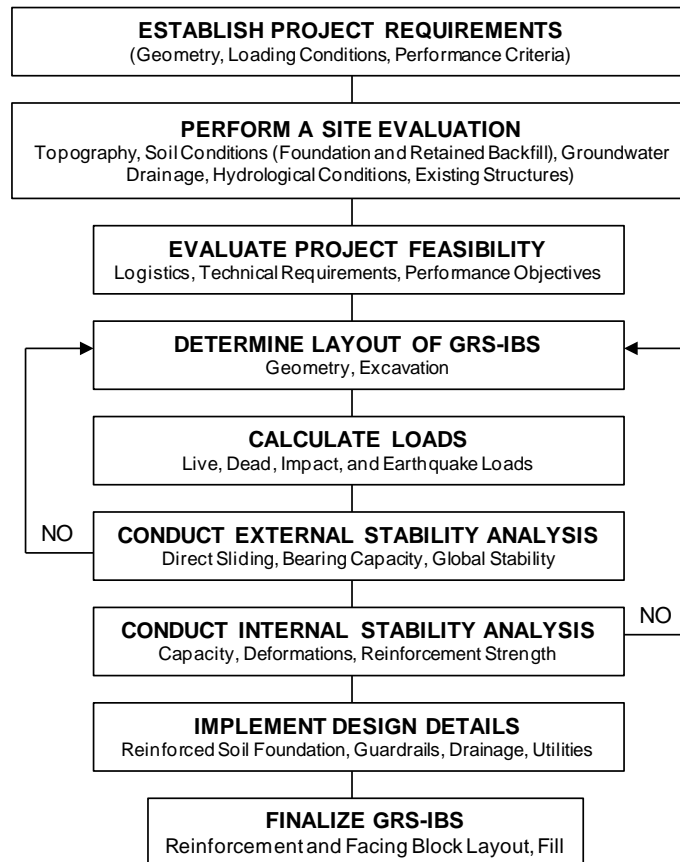 ESTABLISH PROJECT REQUIREMENTS
(Geometry, Loading Conditions, Performance Criteria)
PERFORM A SITE EVALUATION
Topography, Soil Conditions (Foundation and Retained Backfill), Groundwater
Drainage, Hydrological Conditions, Existing Structures)
EVALUATE PROJECT FEASIBILITY
Logistics, Technical Requirements, Performance Objectives
DETERMINE LAYOUT OF GRS-IBS
Geometry, Excavation
CALCULATE LOADS
Live, Dead, Impact, and Earthquake Loads
NO
CONDUCT EXTERNAL STABILITY ANALYSIS
Direct Sliding, Bearing Capacity, Global Stability
CONDUCT INTERNAL STABILITY ANALYSIS
Capacity, Deformations, Reinforcement Strength
NO
IMPLEMENT DESIGN DETAILS
Reinforced Soil Foundation, Guardrails, Drainage, Utilities
FINALIZE GRS-IBS
Reinforcement and Facing Block Layout, Fill